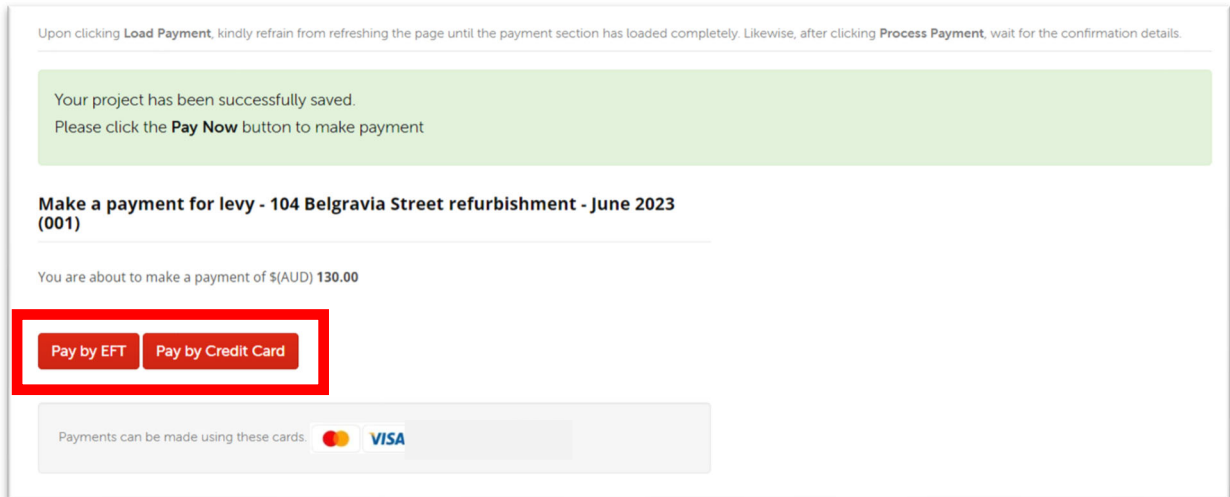 Upon clicking Load Payment, kindly refrain from refreshing the page until the payment section has loaded completely. Likewise, after clicking Process Payment, wait for the confirmation details.
Your project has been successfully saved.
Please click the Pay Now button to make payment
Make a payment for levy - 104 Belgravia Street refurbishment - June 2023
(001)
You are about to make a payment of $(AUD) 130.00
Pay by EFT Pay by Credit Card
Payments can be made using these cards. VISA